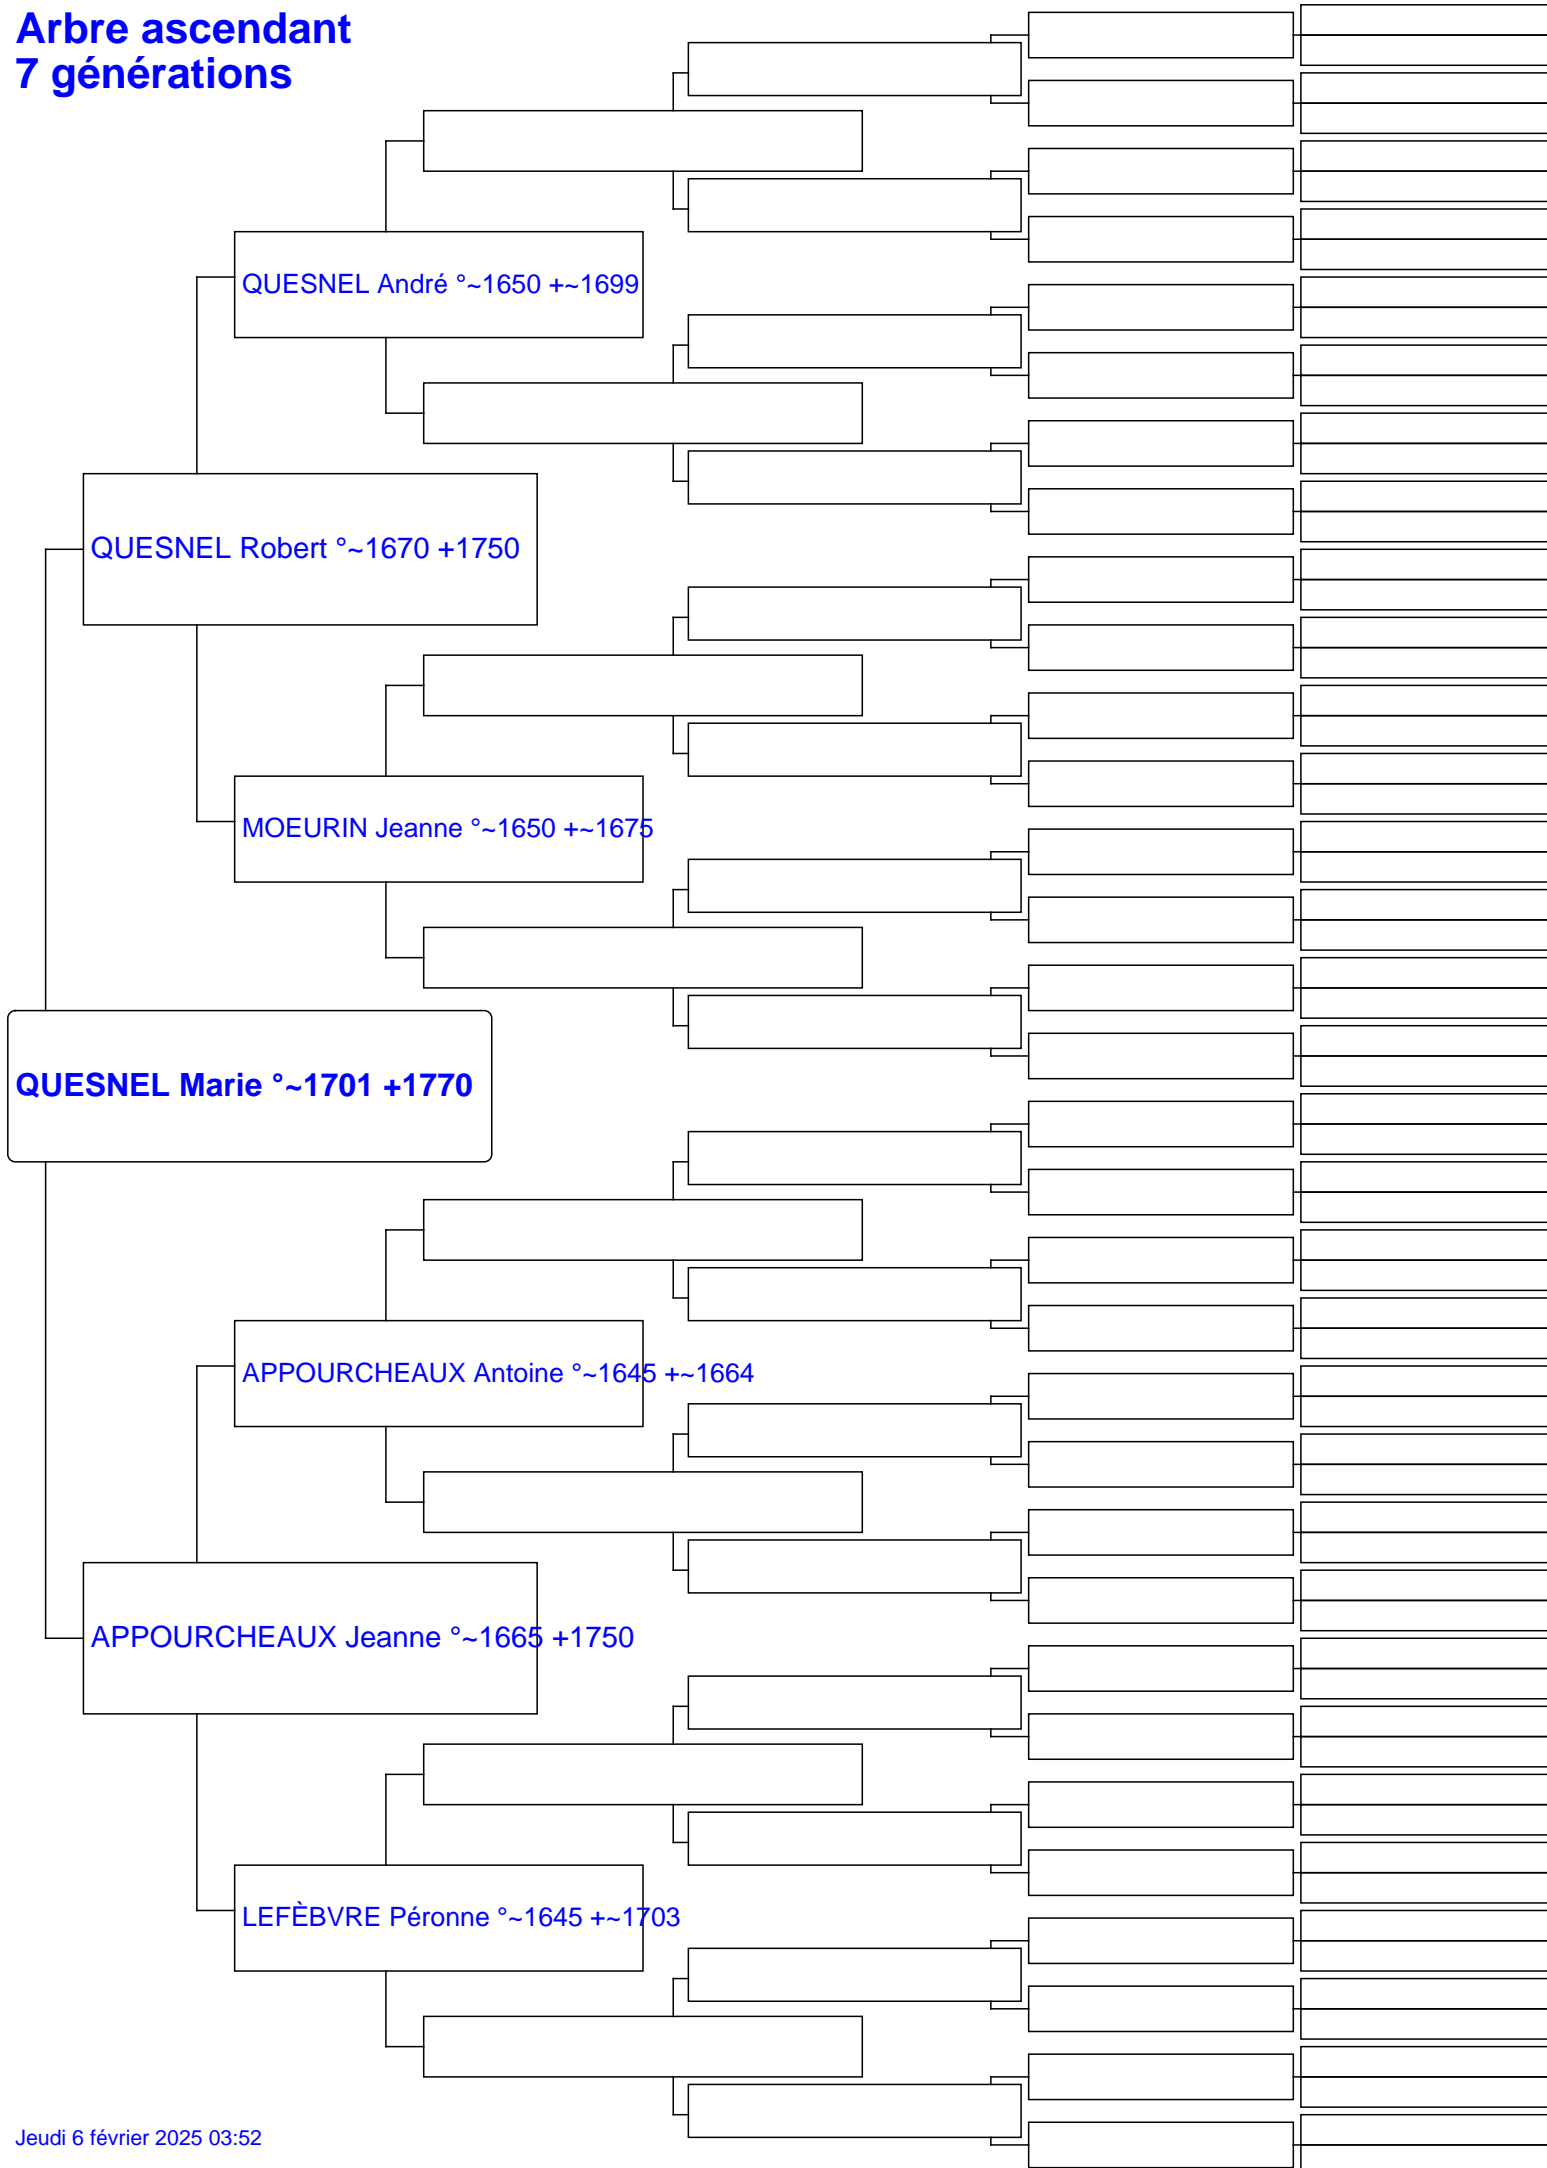 Arbre ascendant
7 générations
QUESNEL André °~1650 +~1699
QUESNEL Robert °~1670 +1750
MOEURIN Jeanne °~1650 +~1675
QUESNEL Marie °~1701 +1770
APPOURCHEAUX Antoine °~1645 +~1664
APPOURCHEAUX Jeanne °~1665 +1750
LEFÈBVRE Péronne °~1645 +~1703
Jeudi 6 février 2025 03:52